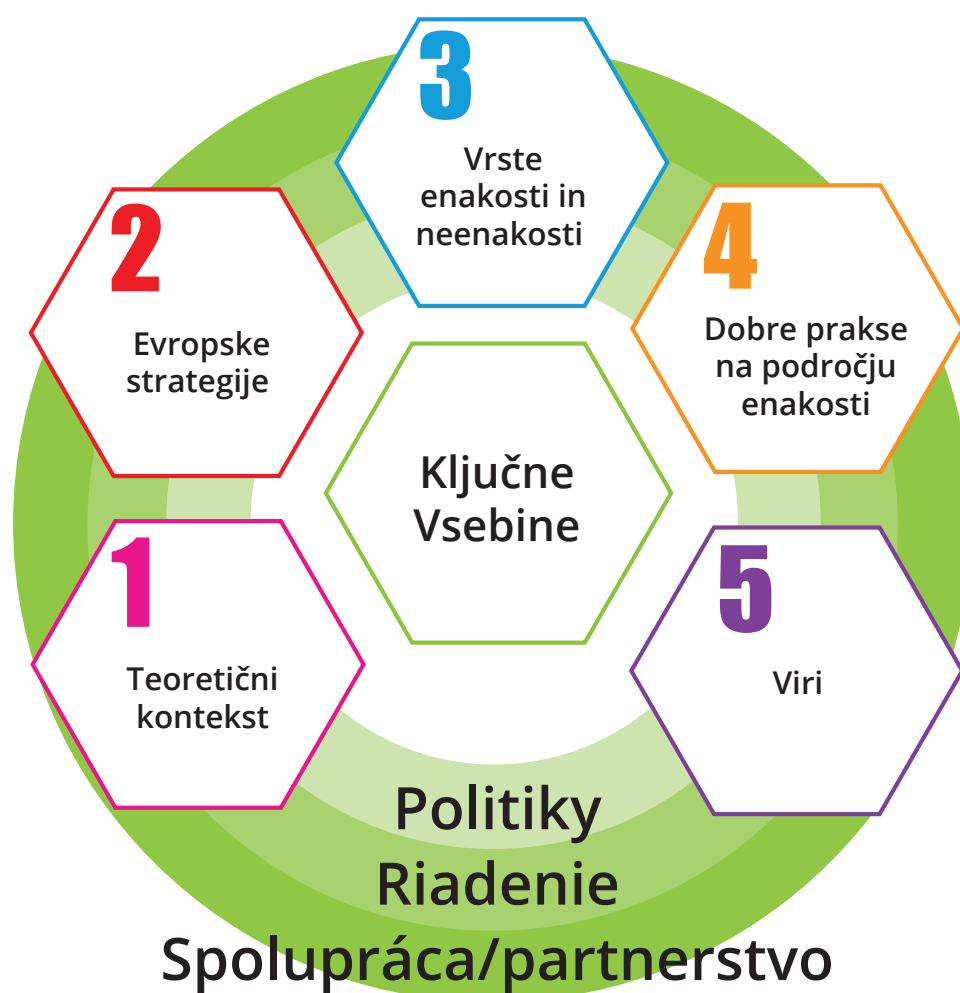 3
Vrste
enakosti in
neenakosti
2
Evropske
strategije
4
Dobre prakse
na področju
enakosti
Ključne
Vsebine
1
Teoretični
kontekst
5
Viri
Politiky
Riadenie
Spolupráca/partnerstvo